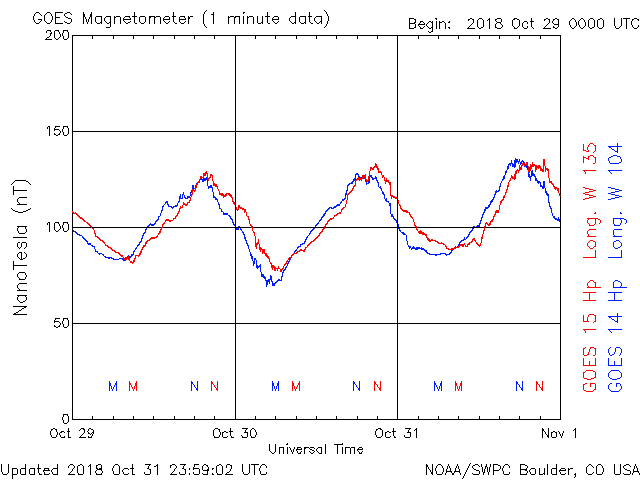 GOES Magnetometer (1 minute data)
Begin: 2018 Oct 29 0000 UTC
200
150
100
50
0
NanoTesla (nT)
M M N N M M N N M M N N
Oct 29 Oct 30 Oct 31 Nov 1
Universal Time
GOES 15 Hp Long. W 135
GOES 14 Hp Long. W 104
Updated 2018 Oct 31 23:59:02 UTC
NOAA/SWPC Boulder, CO USA